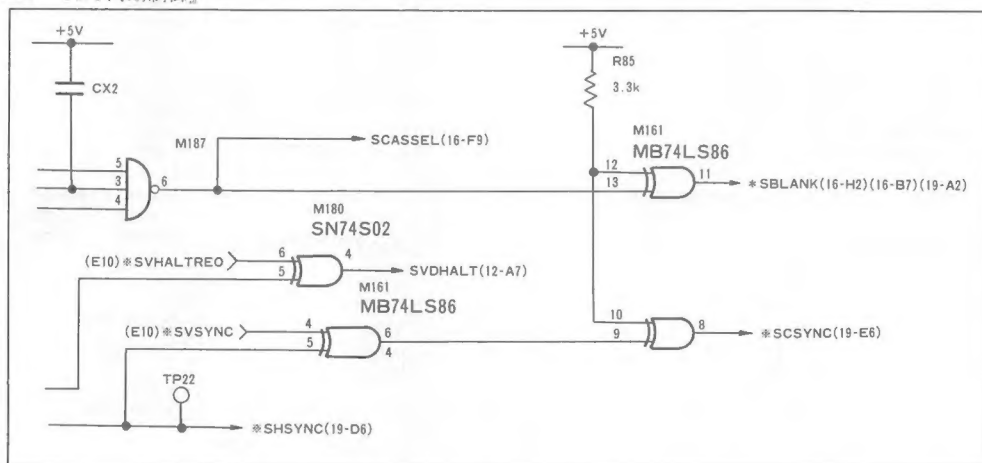 +5V
+5V
R85
3.3k
CX2
M187
SCASSEL(16-F9)
M161
MB74LS86
5
3
4
6
12
13
11
※SBLANK(16-H2)(16-B7)(19-A2)
M180
SN74S02
(E10)※SVHALTREO
6
5
4
SVDHALT(12-A7)
M161
MB74LS86
(E10)※SVSYNC
4
5
6
4
10
9
8
※SCSYNC(19-E6)
TP22
※SHSYNC(19-D6)